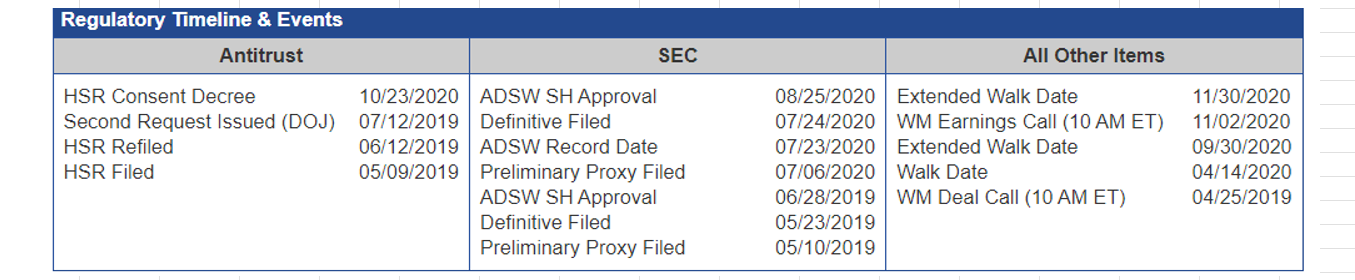 Regulatory Timeline & Events
Antitrust SEC All Other Items
HSR Consent Decree 10/23/2020 ADSW SH Approval 08/25/2020 Extended Walk Date 11/30/2020
Second Request Issued (DOJ) 07/12/2019 Definitive Filed 07/24/2020 WM Earnings Call (10 AM ET) 11/02/2020
HSR Refiled 06/12/2019 ADSW Record Date 07/23/2020 Extended Walk Date 09/30/2020
HSR Filed 05/09/2019 Preliminary Proxy Filed 07/06/2020 Walk Date 04/14/2020
ADSW SH Approval 06/28/2019 WM Deal Call (10 AM ET) 04/25/2019
Definitive Filed 05/23/2019
Preliminary Proxy Filed 05/10/2019